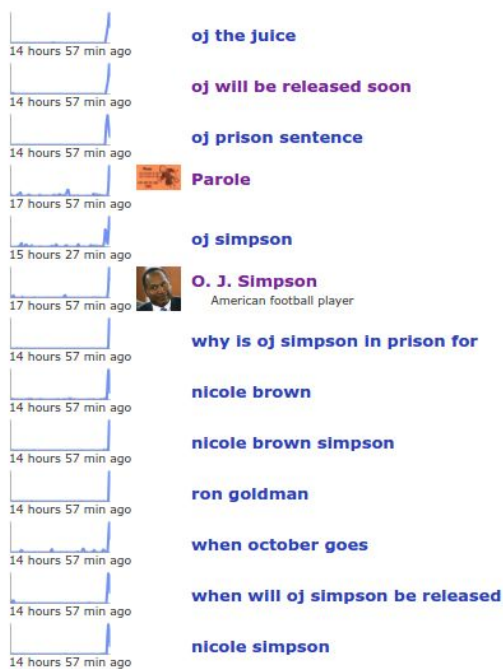 oj the juice
14 hours 57 min ago
oj will be released soon
14 hours 57 min ago
oj prison sentence
14 hours 57 min ago
Parole
17 hours 57 min ago
oj simpson
15 hours 27 min ago
O. J. Simpson
American football player
17 hours 57 min ago
why is oj simpson in prison for
14 hours 57 min ago
nicole brown
14 hours 57 min ago
nicole brown simpson
14 hours 57 min ago
ron goldman
14 hours 57 min ago
when october goes
14 hours 57 min ago
when will oj simpson be released
14 hours 57 min ago
nicole simpson
14 hours 57 min ago